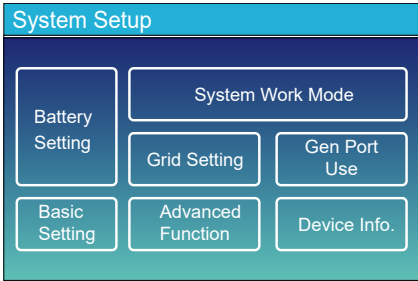 System Setup
Battery
Setting
System Work Mode
Grid Setting
Gen Port
Use
Basic
Setting
Advanced
Function
Device Info.